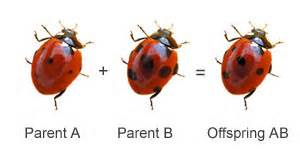 + =
Parent A Parent B Offspring AB